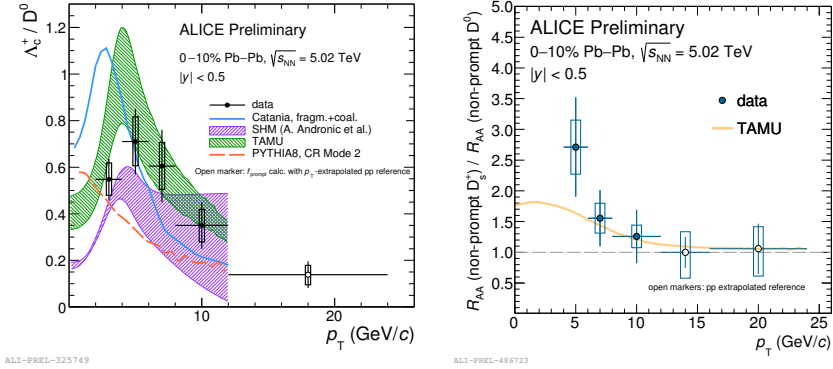 Λc+ / D0
1.2
1
0.8
0.6
0.4
0.2
0
ALICE Preliminary
0−10% Pb−Pb, √sNN = 5.02 TeV
|y| < 0.5
data
Catania, fragm.+coal.
SHM (A. Andronic et al.)
TAMU
PYTHIA8, CR Mode 2
Open marker: fprompt calc. with pT-extrapolated pp reference
10
20
pT (GeV/c)
ALI-PREL-325749
RAA (non-prompt Ds+) / RAA (non-prompt D0)
5.0
4.5
4.0
3.5
3.0
2.5
2.0
1.5
1.0
0.5
ALICE Preliminary
0−10% Pb−Pb, √sNN = 5.02 TeV
|y| < 0.5
data
TAMU
open markers: pp extrapolated reference
0
5
10
15
20
25
pT (GeV/c)
ALI-PREL-486723